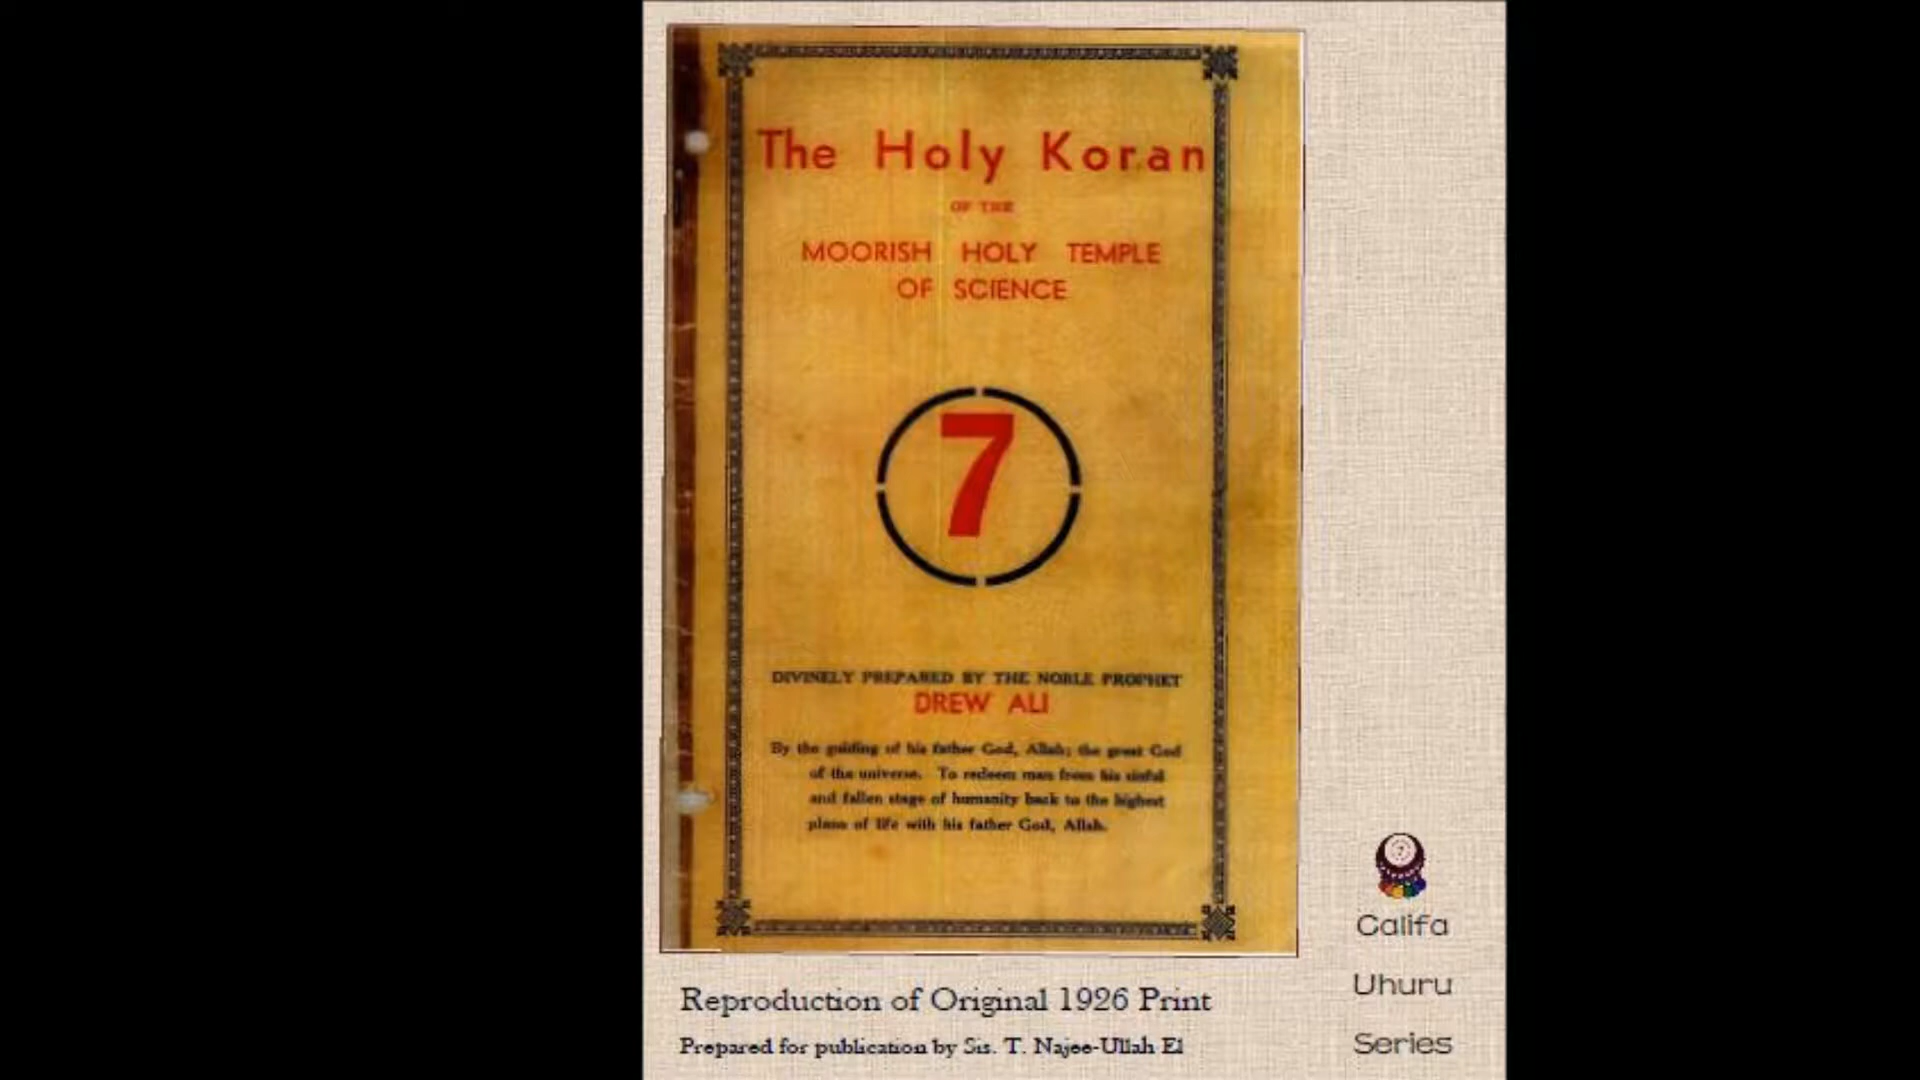 The Holy Koran
OF THE
MOORISH HOLY TEMPLE
OF SCIENCE
7
DIVINELY PREPARED BY THE NOBLE PROPHET
DREW ALI
By the guiding of his father God, Allah; the great God
of the universe. To redeem man from his sinful
and fallen stage of humanity back to the highest
plane of life with his father God, Allah.
Califa
Uhuru
Series
Reproduction of Original 1926 Print
Prepared for publication by Sis. T. Najee-Ullah El